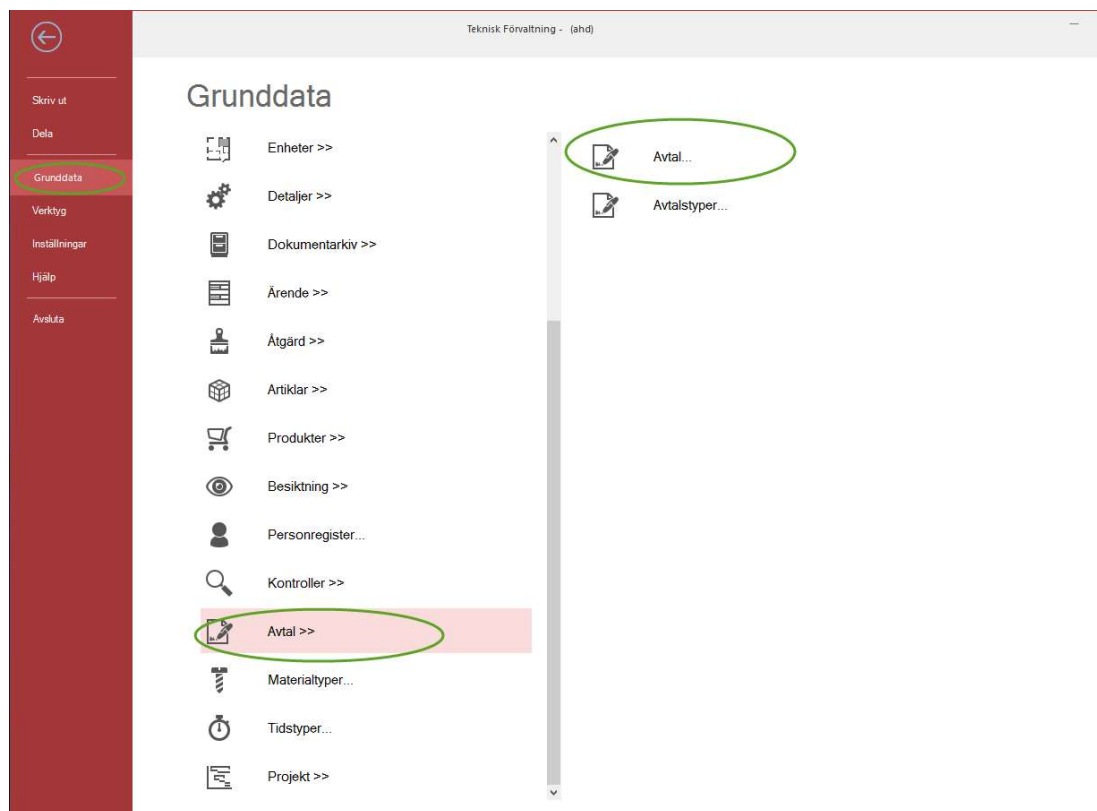 Teknisk Förvaltning - (ahd)
Skriv ut
Dela
Grunddata
Verktyg
Inställningar
Hjälp
Avsluta
Grunddata
Enheter >>
Detaljer >>
Dokumentarkiv >>
Ärende >>
Åtgärd >>
Artiklar >>
Produkter >>
Besiktning >>
Personregister...
Kontroller >>
Avtal >>
Materialtyper...
Tidstyper...
Projekt >>
Avtal...
Avtalstyper...